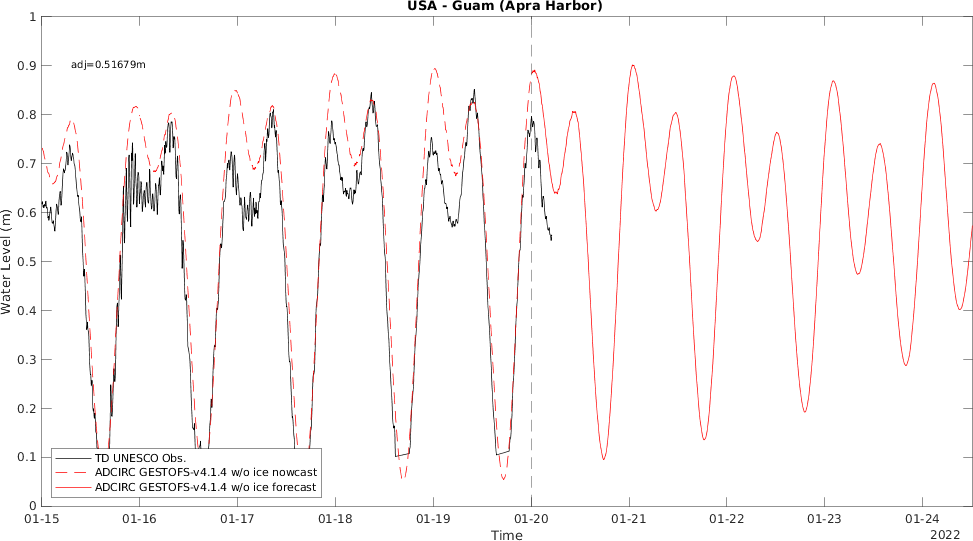 USA - Guam (Apra Harbor)
1
0.9
0.8
0.7
0.6
0.5
0.4
0.3
0.2
0.1
0
Water Level (m)
adj=0.51679m
TD UNESCO Obs.
ADCIRC GESTOFS-v4.1.4 w/o ice nowcast
ADCIRC GESTOFS-v4.1.4 w/o ice forecast
01-15 01-16 01-17 01-18 01-19 01-20 01-21 01-22 01-23 01-24
Time
2022